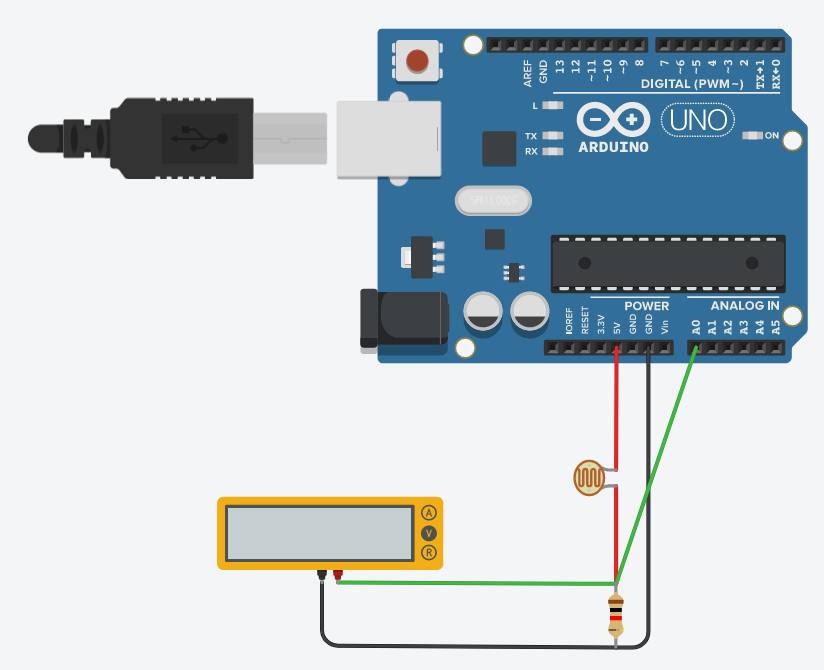 AREF
GND
13
12
~11
~10
~9
8
7
~6
~5
4
~3
2
TX→1
RX←0
DIGITAL (PWM~)
L
TX
RX
UNO
ON
ARDUINO
POWER
ANALOG IN
IOREF
RESET
3.3V
5V
GND
GND
Vin
A0
A1
A2
A3
A4
A5
A
V
R